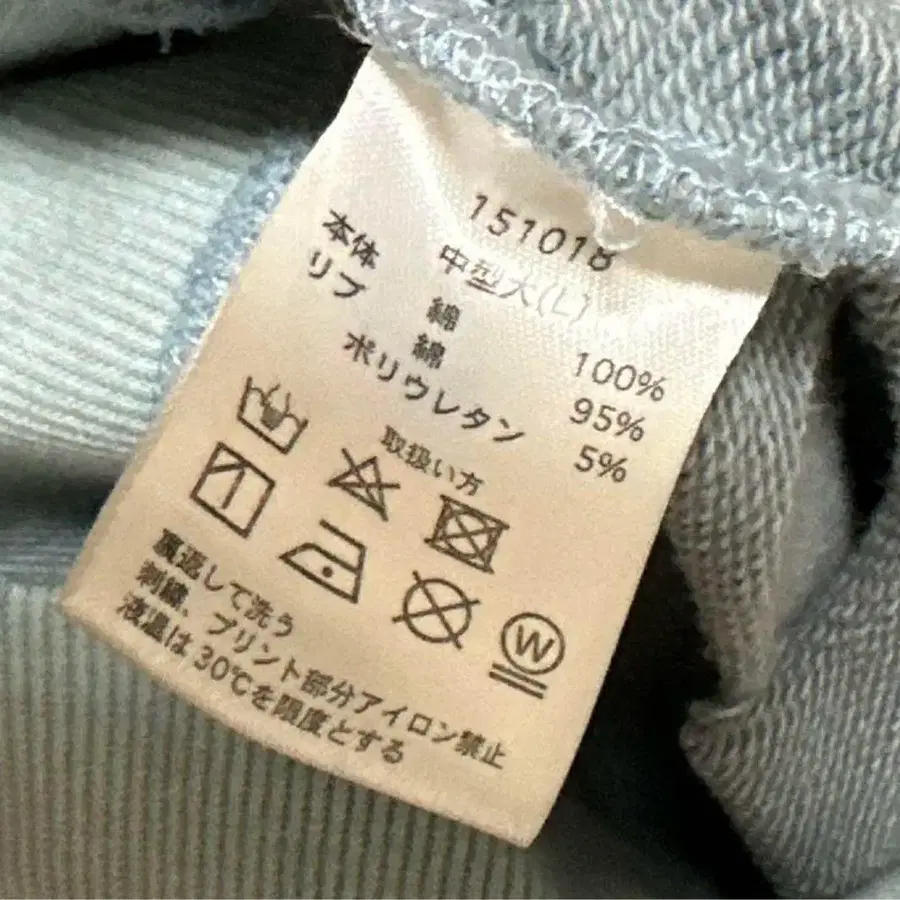 151018
中型犬(L)
本体 綿 100%
リブ 綿 95%
ポリウレタン 5%
取扱い方
W
裏返して洗う
刺繍、プリント部分アイロン禁止
液温は30℃を限度とする